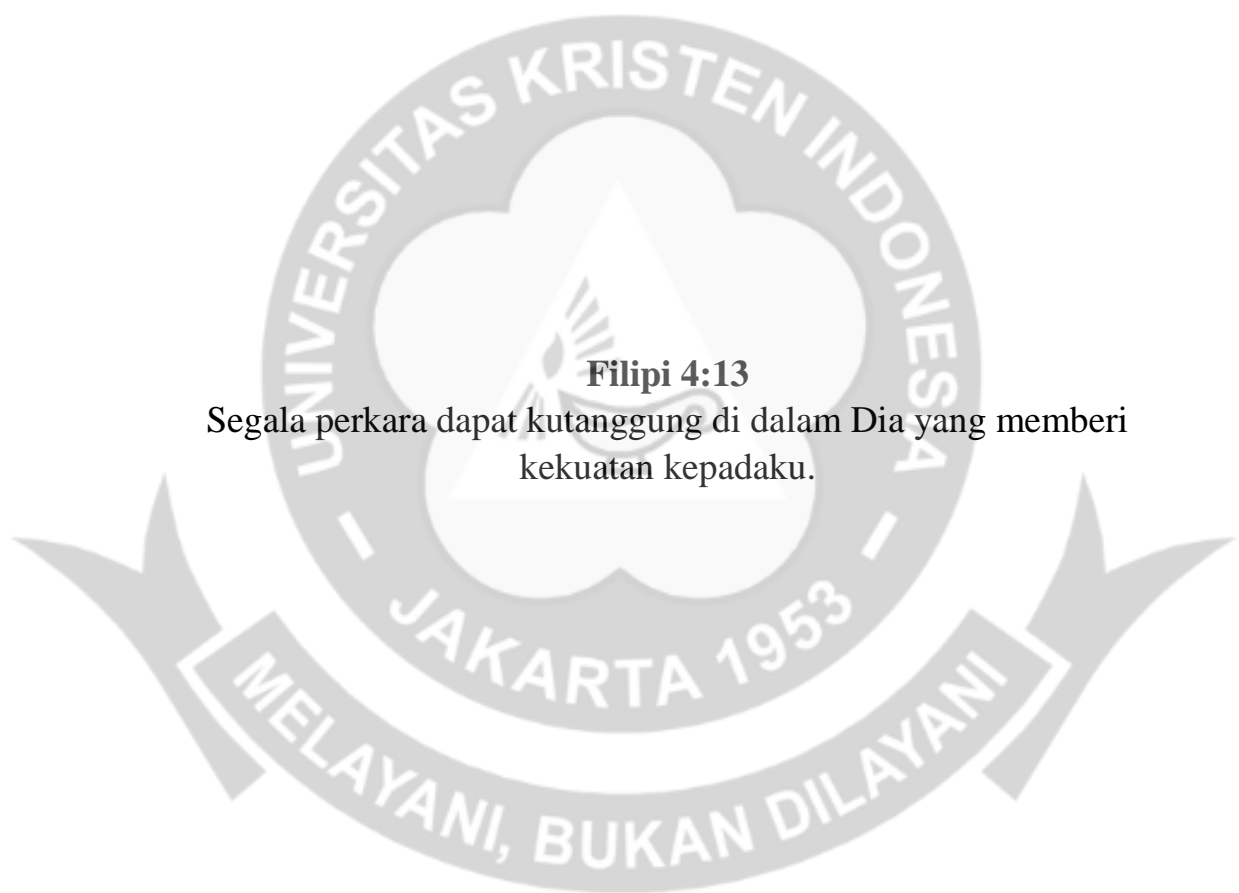 UNIVERSITAS KRISTEN INDONESIA
Filipi 4:13
Segala perkara dapat kutanggung di dalam Dia yang memberi
kekuatan kepadaku.
JAKARTA 1953
MELAYANI, BUKAN DILAYANI